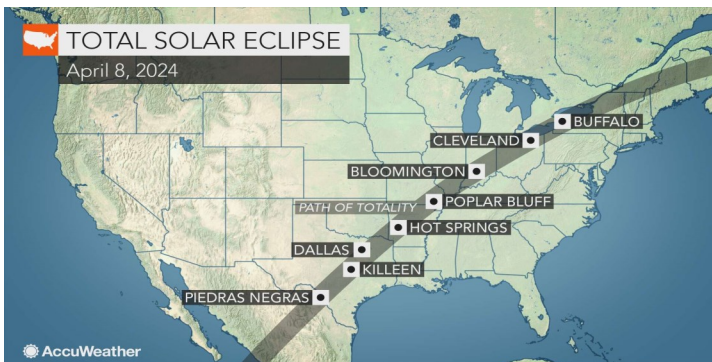 TOTAL SOLAR ECLIPSE
April 8, 2024
BUFFALO
CLEVELAND
BLOOMINGTON
POPLAR BLUFF
PATH OF TOTALITY
HOT SPRINGS
DALLAS
KILLEEN
PIEDRAS NEGRAS
AccuWeather